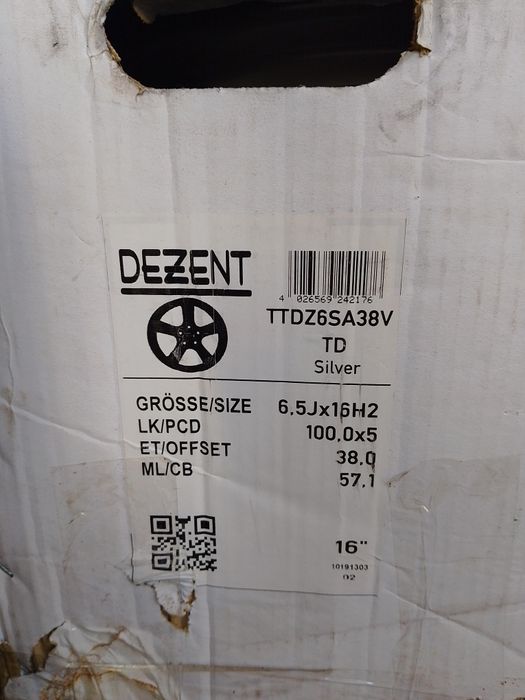 DEZENT
4 026569 242176
TTDZ6SA38V
TD
Silver
GRÖSSE/SIZE 6,5Jx16H2
LK/PCD 100,0x5
ET/OFFSET 38,0
ML/CB 57,1
16"
10191303
02